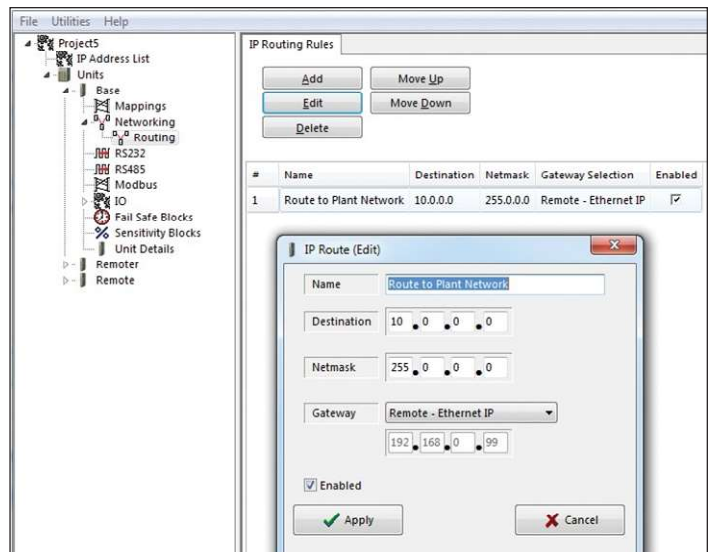 File Utilities Help
Project5
IP Address List
Units
Base
Mappings
Networking
Routing
RS232
RS485
Modbus
IO
Fail Safe Blocks
Sensitivity Blocks
Unit Details
Remoter
Remote
IP Routing Rules
Add Move Up
Edit Move Down
Delete
# Name Destination Netmask Gateway Selection Enabled
1 Route to Plant Network 10.0.0.0 255.0.0.0 Remote - Ethernet IP
IP Route (Edit)
Name Route to Plant Network
Destination 10 . 0 . 0 . 0
Netmask 255 . 0 . 0 . 0
Gateway Remote - Ethernet IP
192 . 168 . 0 . 99
Enabled
Apply Cancel